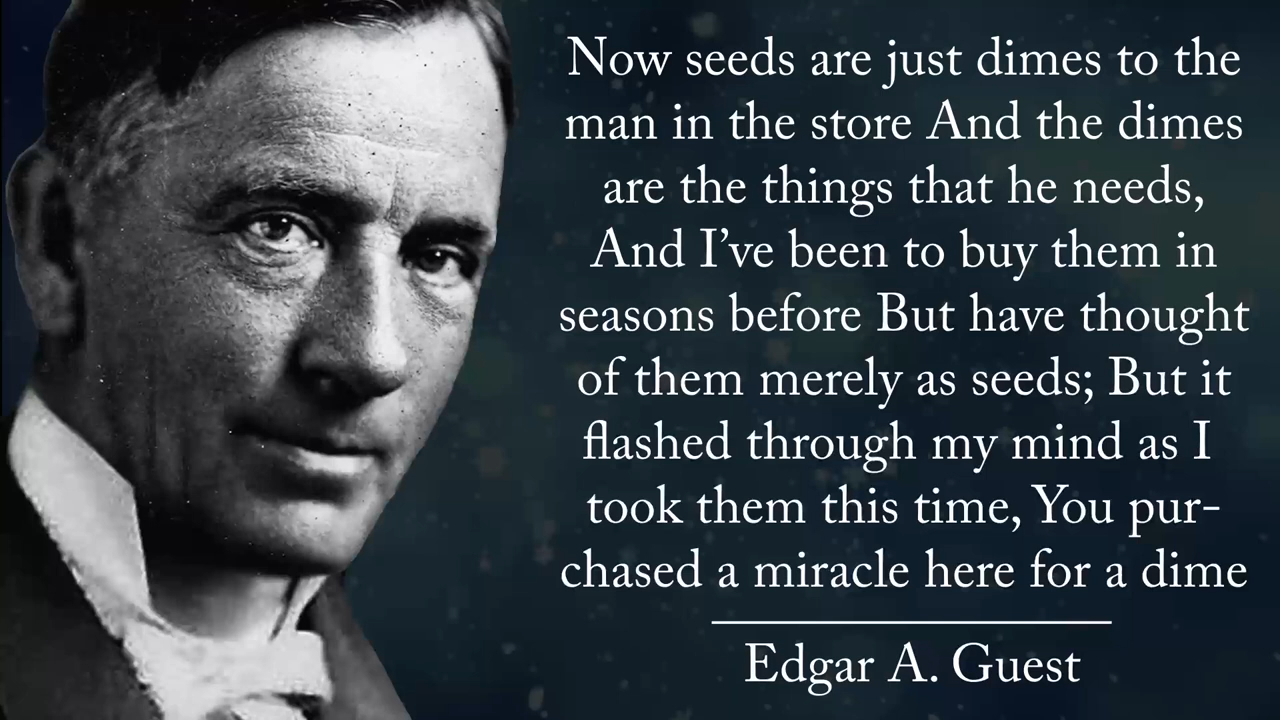 Now seeds are just dimes to the
man in the store And the dimes
are the things that he needs,
And I’ve been to buy them in
seasons before But have thought
of them merely as seeds; But it
flashed through my mind as I
took them this time, You pur-
chased a miracle here for a dime
Edgar A. Guest